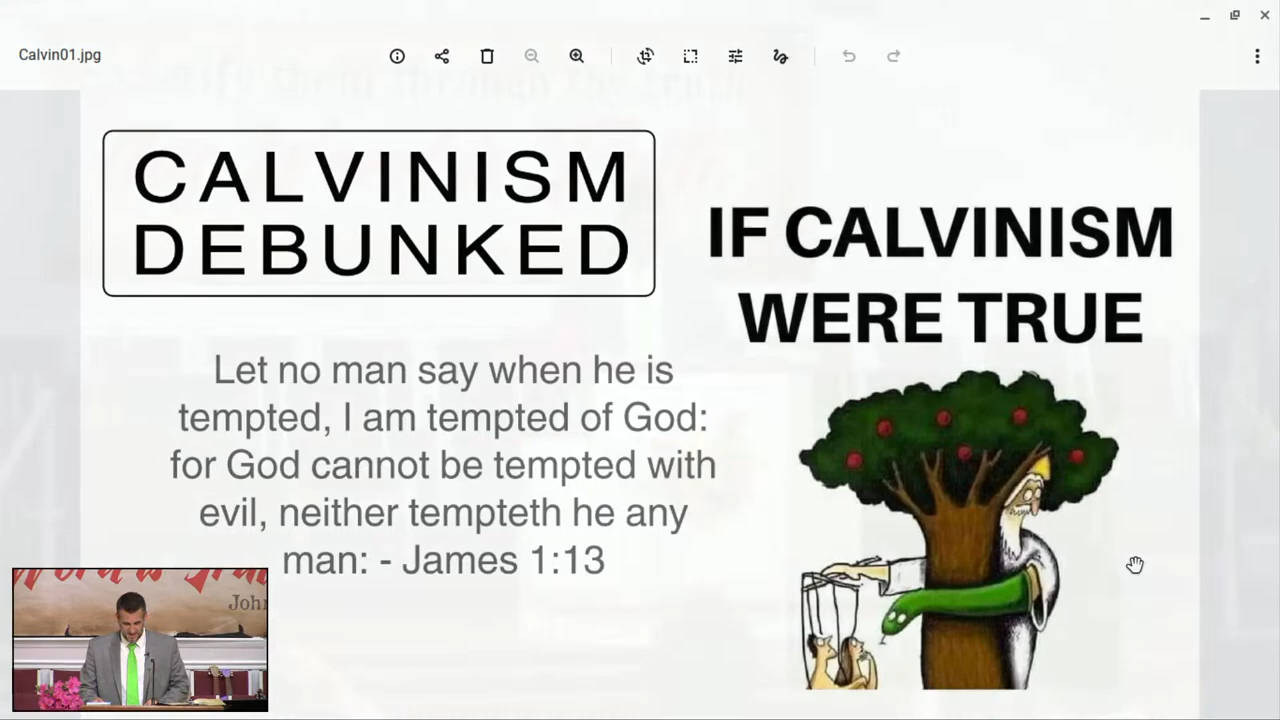 Calvin01.jpg
CALVINISM
DEBUNKED
IF CALVINISM
WERE TRUE
Let no man say when he is
tempted, I am tempted of God:
for God cannot be tempted with
evil, neither tempteth he any
man: - James 1:13
John